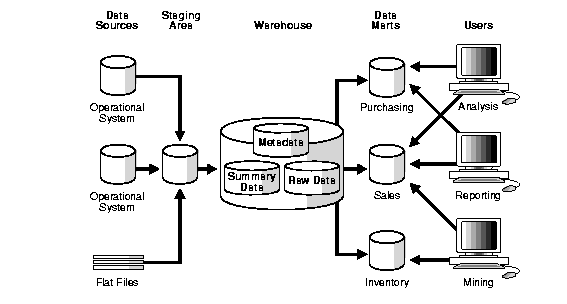 Data
Sources
Staging
Area
Warehouse
Data
Marts
Users
Operational
System
Purchasing
Analysis
Metadata
Summary
Data
Raw Data
Operational
System
Sales
Reporting
Flat Files
Inventory
Mining